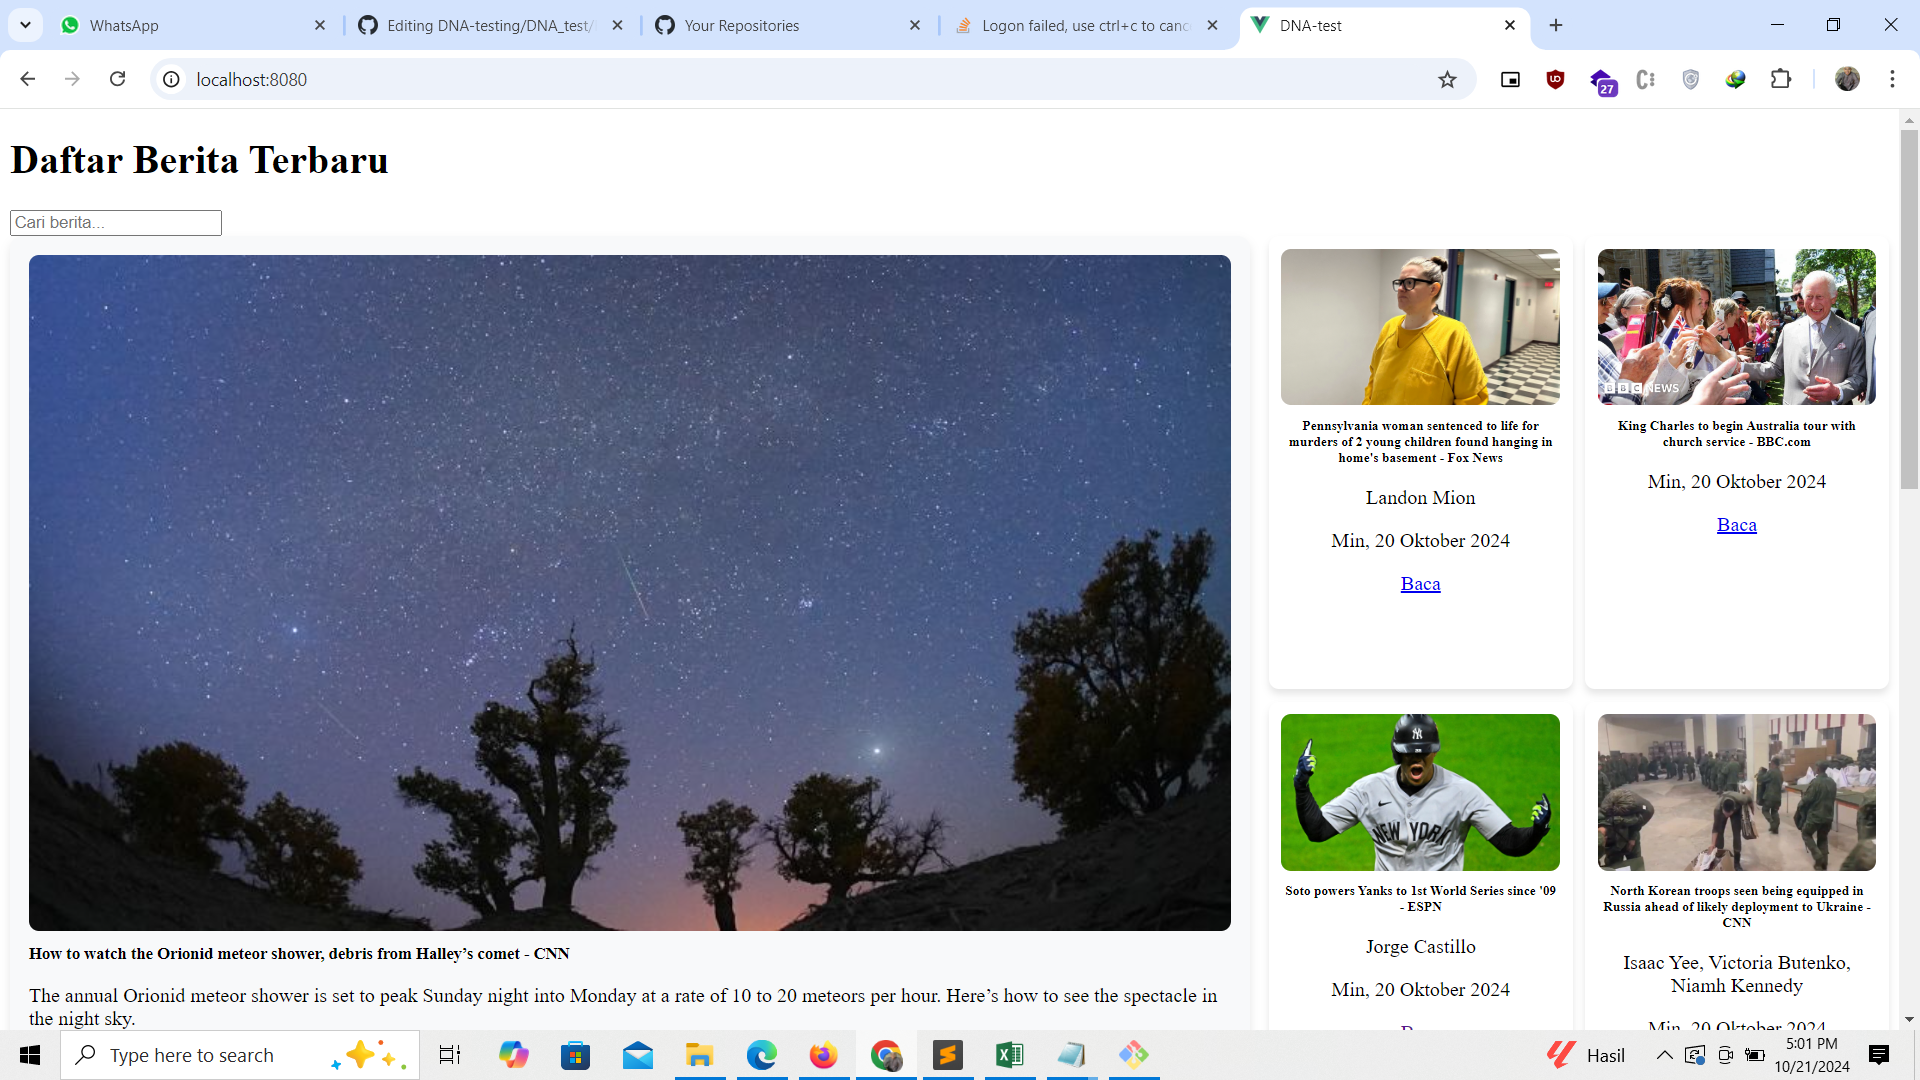 WhatsApp
Editing DNA-testing/DNA_test/
Your Repositories
Logon failed, use ctrl+c to canc
DNA-test
localhost:8080
27
Daftar Berita Terbaru
Cari berita...
BBC NEWS
Pennsylvania woman sentenced to life for
murders of 2 young children found hanging in
home's basement - Fox News
Landon Mion
Min, 20 Oktober 2024
Baca
King Charles to begin Australia tour with
church service - BBC.com
Min, 20 Oktober 2024
Baca
NEW YORK
Soto powers Yanks to 1st World Series since '09
- ESPN
Jorge Castillo
Min, 20 Oktober 2024
North Korean troops seen being equipped in
Russia ahead of likely deployment to Ukraine -
CNN
Isaac Yee, Victoria Butenko,
Niamh Kennedy
Min, 20 Oktober 2024
How to watch the Orionid meteor shower, debris from Halley’s comet - CNN
The annual Orionid meteor shower is set to peak Sunday night into Monday at a rate of 10 to 20 meteors per hour. Here’s how to see the spectacle in
the night sky.
Type here to search
Hasil
5:01 PM
10/21/2024